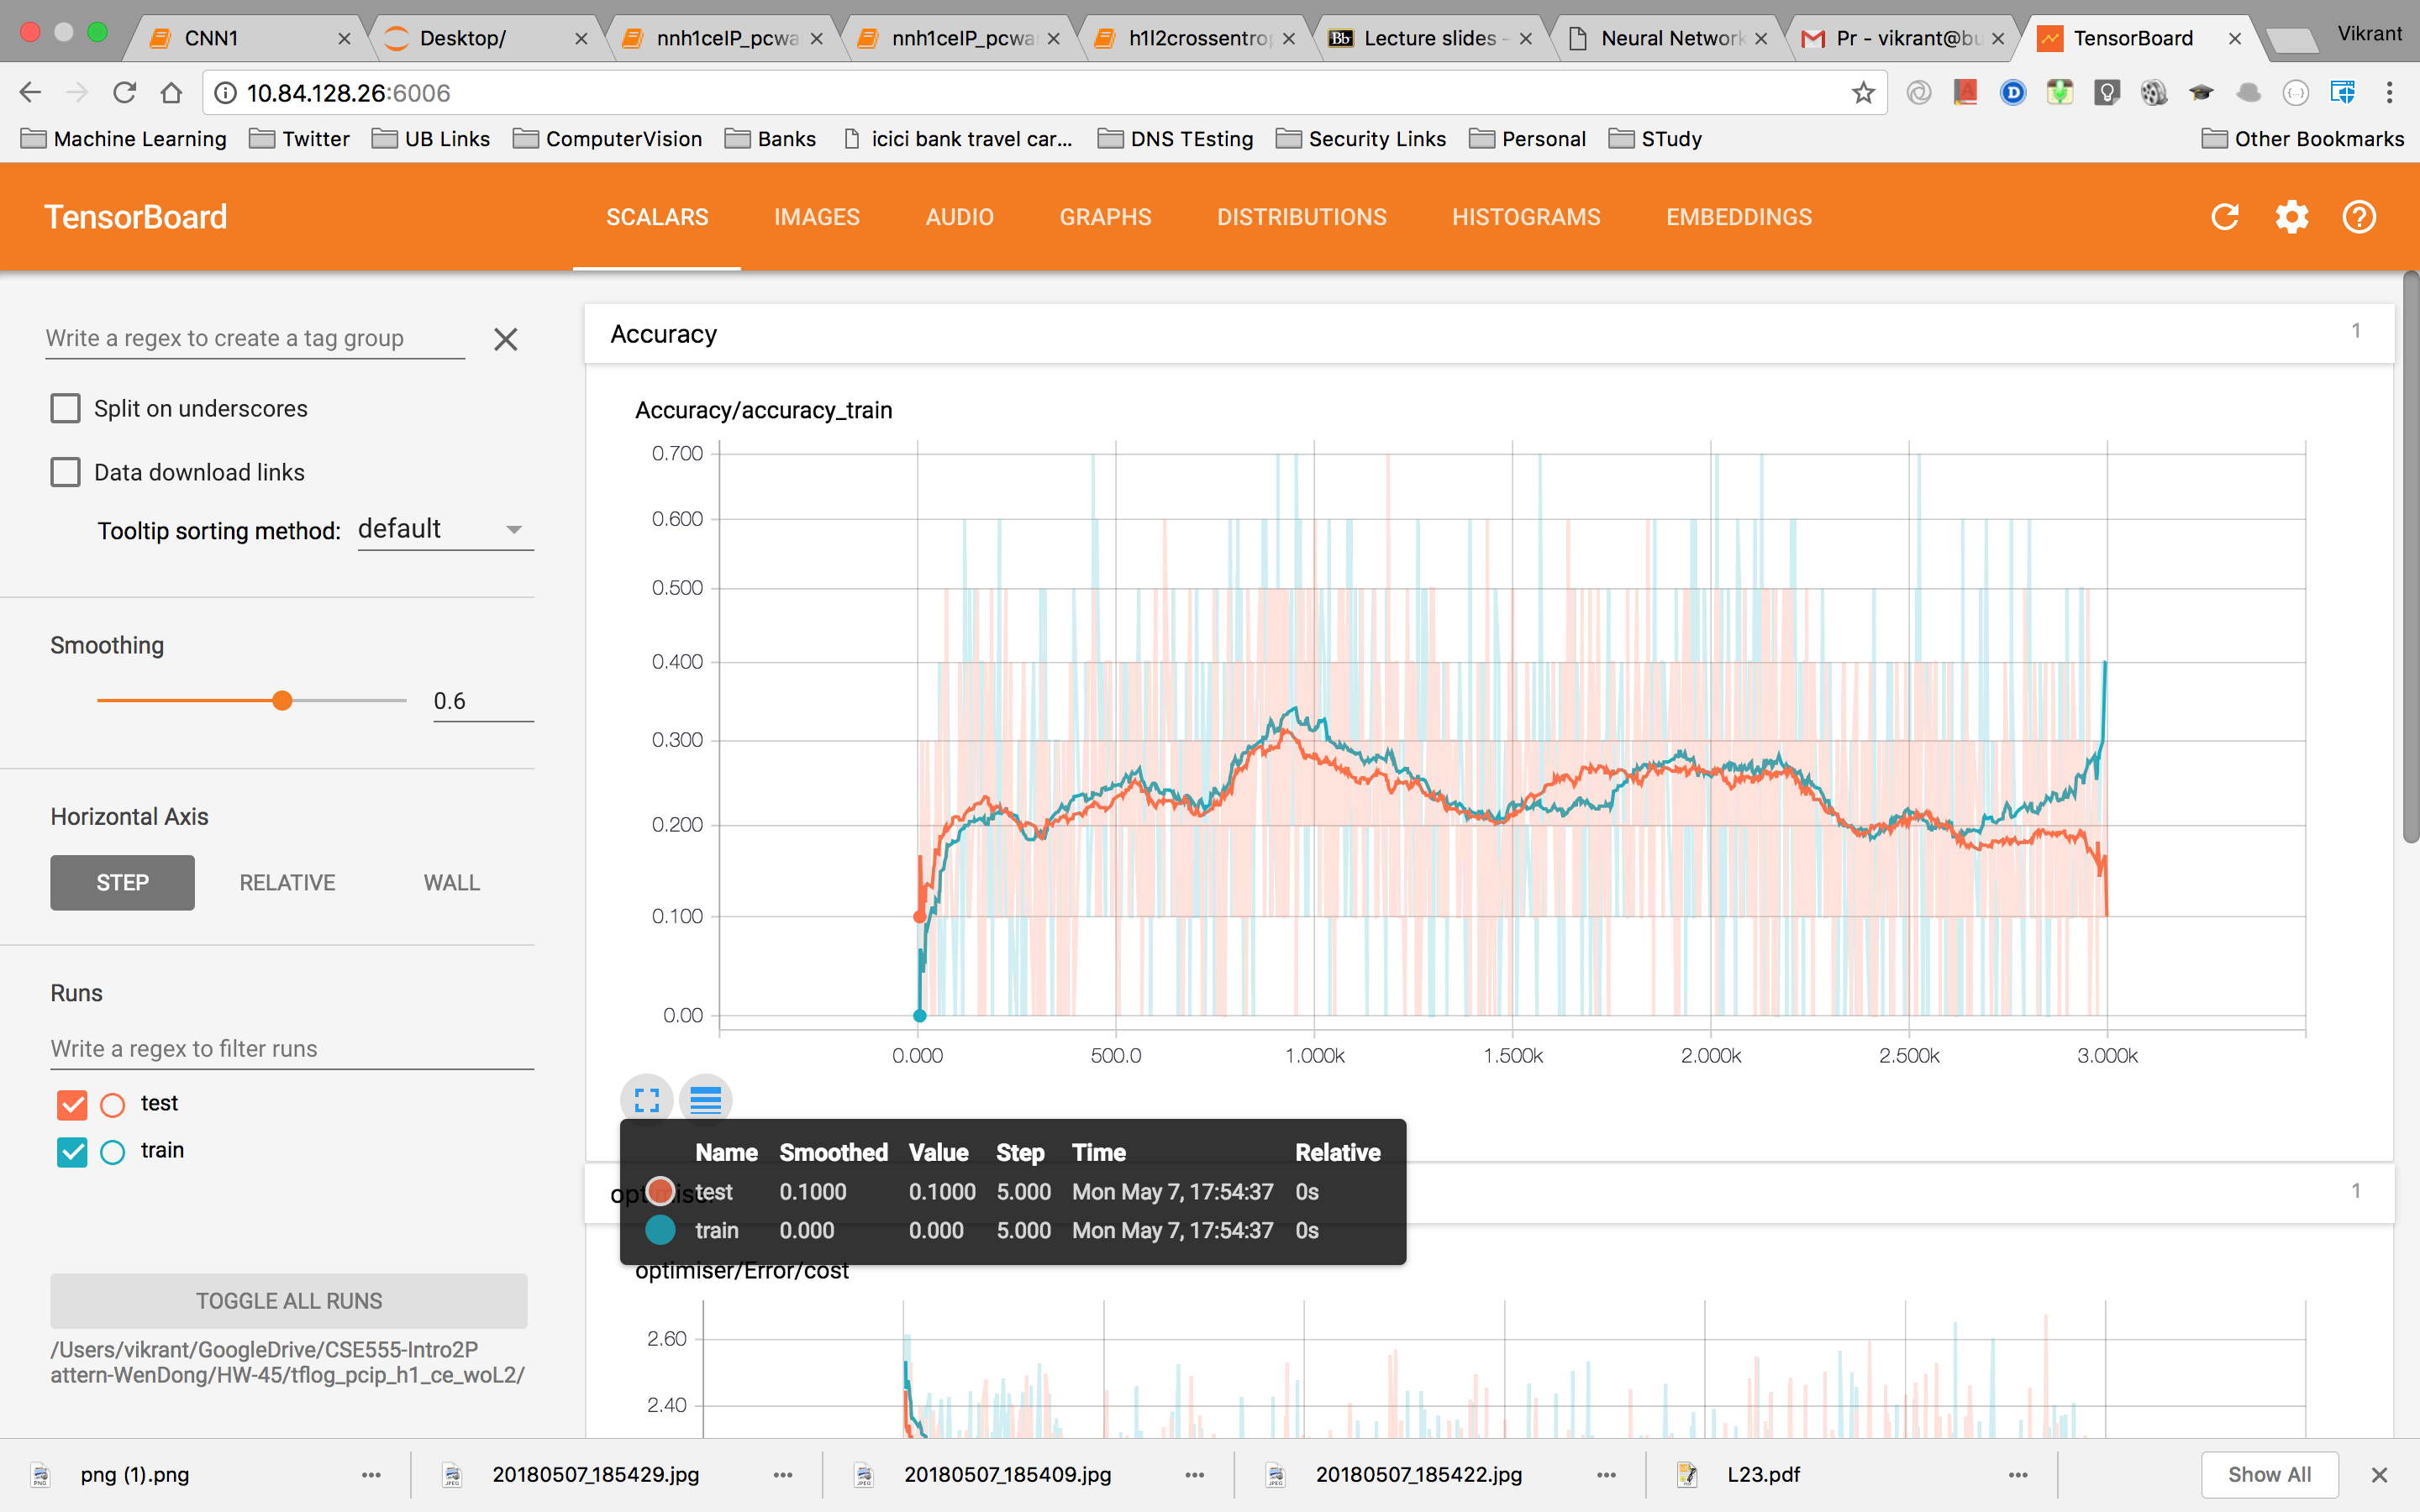 CNN1
Desktop/
nnh1ceIP_pcwa
nnh1ceIP_pcwa
h1l2crossentrop
Bb Lecture slides -
Neural Network
Pr - vikrant@bu
TensorBoard
Vikrant
10.84.128.26:6006
Machine Learning
Twitter
UB Links
ComputerVision
Banks
icici bank travel car...
DNS TEsting
Security Links
Personal
STudy
Other Bookmarks
TensorBoard
SCALARS
IMAGES
AUDIO
GRAPHS
DISTRIBUTIONS
HISTOGRAMS
EMBEDDINGS
Write a regex to create a tag group
Split on underscores
Data download links
Tooltip sorting method: default
Smoothing
0.6
Horizontal Axis
STEP
RELATIVE
WALL
Runs
Write a regex to filter runs
test
train
TOGGLE ALL RUNS
/Users/vikrant/GoogleDrive/CSE555-Intro2P
attern-WenDong/HW-45/tflog_pcip_h1_ce_woL2/
Accuracy
1
Accuracy/accuracy_train
0.700
0.600
0.500
0.400
0.300
0.200
0.100
0.00
0.000 500.0 1.000k 1.500k 2.000k 2.500k 3.000k
Name Smoothed Value Step Time Relative
test 0.1000 0.1000 5.000 Mon May 7, 17:54:37 0s
train 0.000 0.000 5.000 Mon May 7, 17:54:37 0s
1
optimiser/Error/cost
2.60
2.40
png (1).png
20180507_185429.jpg
20180507_185409.jpg
20180507_185422.jpg
L23.pdf
Show All